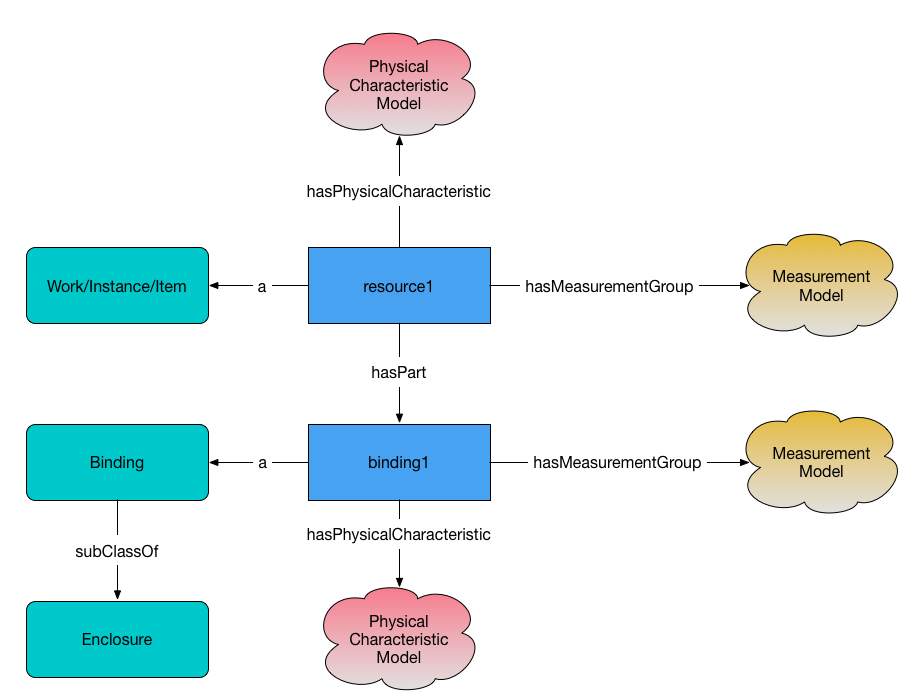 Physical
Characteristic
Model
hasPhysicalCharacteristic
Work/Instance/Item
a
resource1
hasMeasurementGroup
Measurement
Model
hasPart
Binding
a
binding1
hasMeasurementGroup
Measurement
Model
hasPhysicalCharacteristic
subClassOf
Enclosure
Physical
Characteristic
Model